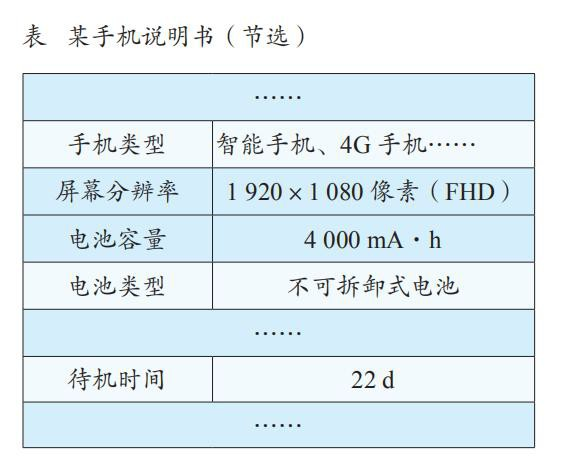 表 某手机说明书（节选）
……
手机类型 智能手机、4G 手机……
屏幕分辨率 1 920 × 1 080 像素（FHD）
电池容量 4 000 mA · h
电池类型 不可拆卸式电池
……
待机时间 22 d
……